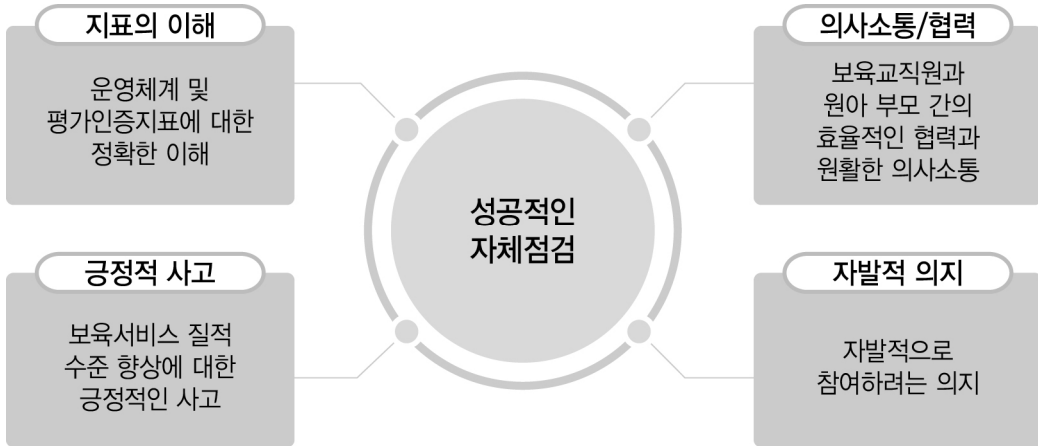 지표의 이해
운영체계 및
평가인증지표에 대한
정확한 이해
의사소통/협력
보육교직원과
원아 부모 간의
효율적인 협력과
원활한 의사소통
성공적인
자체점검
긍정적 사고
보육서비스 질적
수준 향상에 대한
긍정적인 사고
자발적 의지
자발적으로
참여하려는 의지